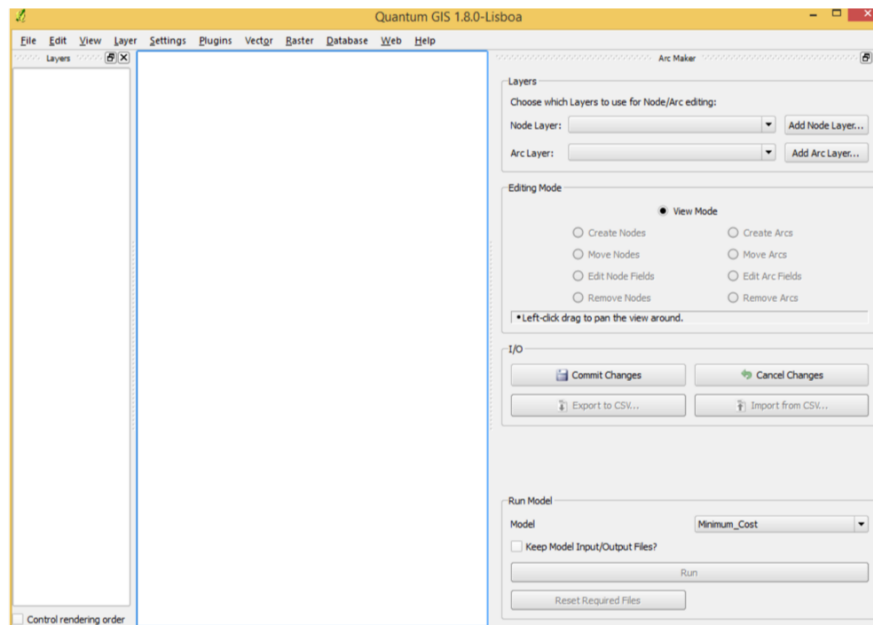 Quantum GIS 1.8.0-Lisboa
File Edit View Layer Settings Plugins Vector Raster Database Web Help
Layers
Arc Maker
Layers
Choose which Layers to use for Node/Arc editing:
Node Layer: Add Node Layer...
Arc Layer: Add Arc Layer...
Editing Mode
View Mode
Create Nodes Create Arcs
Move Nodes Move Arcs
Edit Node Fields Edit Arc Fields
Remove Nodes Remove Arcs
•Left-click drag to pan the view around.
I/O
Commit Changes Cancel Changes
Export to CSV... Import from CSV...
Run Model
Model Minimum_Cost
Keep Model Input/Output Files?
Run
Reset Required Files
Control rendering order